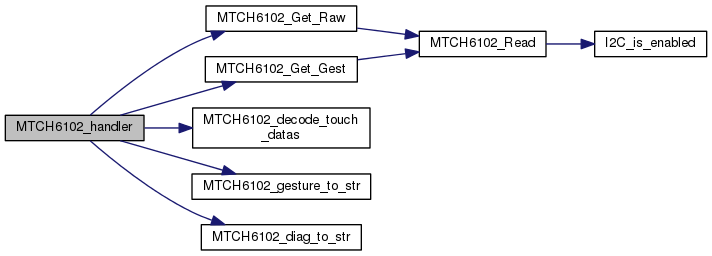 MTCH6102_Get_Raw
MTCH6102_Read
I2C_is_enabled
MTCH6102_Get_Gest
MTCH6102_handler
MTCH6102_decode_touch
_datas
MTCH6102_gesture_to_str
MTCH6102_diag_to_str